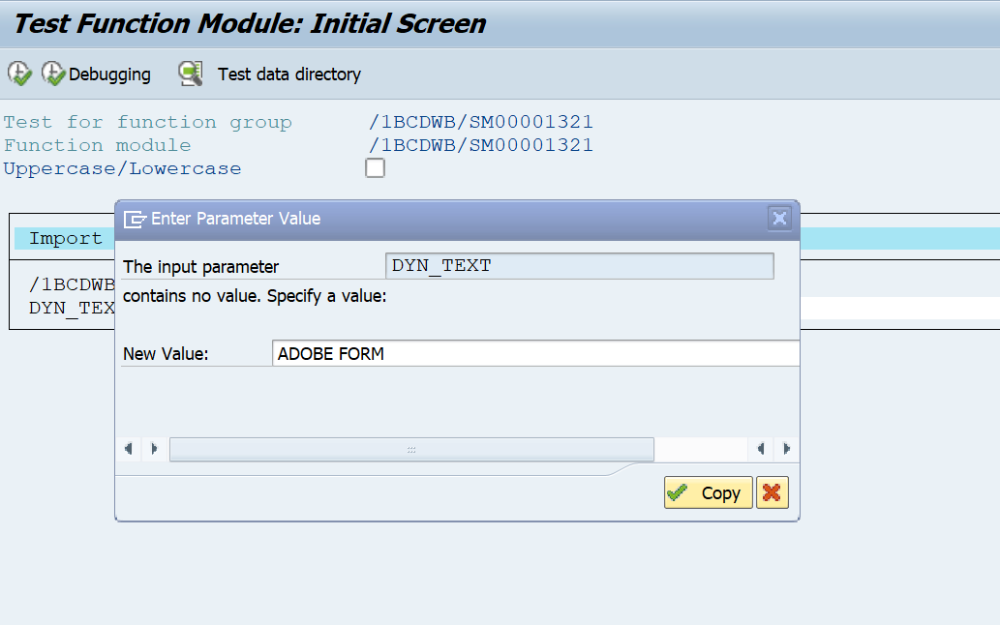 Test Function Module: Initial Screen
Debugging Test data directory
Test for function group /1BCDWB/SM00001321
Function module /1BCDWB/SM00001321
Uppercase/Lowercase
Import
/1BCDWB
DYN_TEX
Enter Parameter Value
The input parameter DYN_TEXT
contains no value. Specify a value:
New Value: ADOBE FORM
Copy